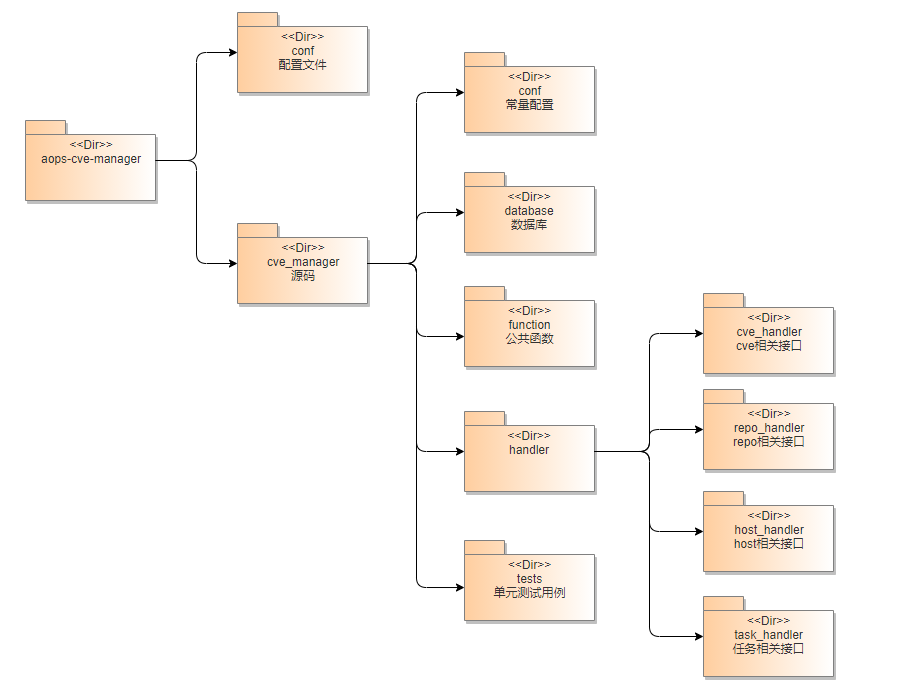 <<Dir>>
aops-cve-manager
<<Dir>>
conf
配置文件
<<Dir>>
cve_manager
源码
<<Dir>>
conf
常量配置
<<Dir>>
database
数据库
<<Dir>>
function
公共函数
<<Dir>>
handler
<<Dir>>
tests
单元测试用例
<<Dir>>
cve_handler
cve相关接口
<<Dir>>
repo_handler
repo相关接口
<<Dir>>
host_handler
host相关接口
<<Dir>>
task_handler
任务相关接口